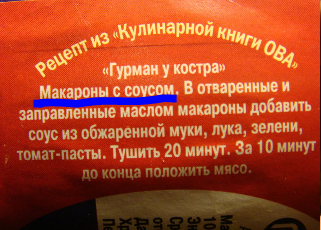 Рецепт из «Кулинарной книги ОВА»
«Гурман у костра»
Макароны с соусом. В отваренные и
заправленные маслом макароны добавить
соус из обжаренной муки, лука, зелени,
томат-пасты. Тушить 20 минут. За 10 минут
до конца положить мясо.